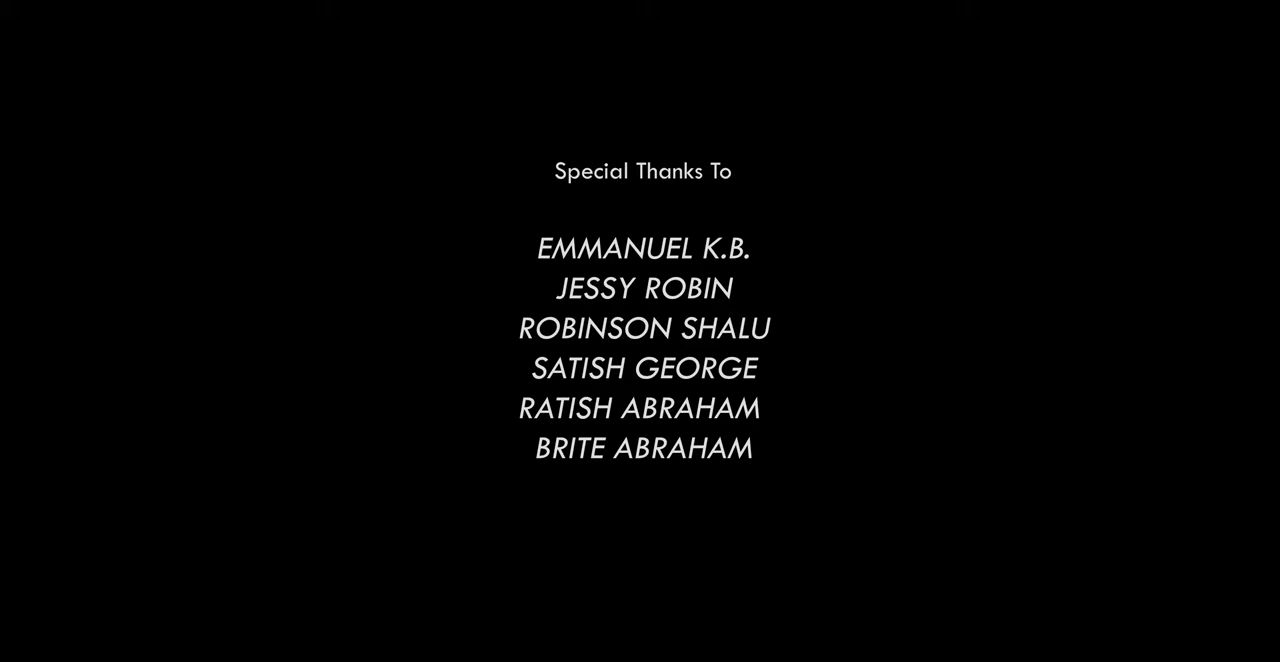 Special Thanks To
EMMANUEL K.B.
JESSY ROBIN
ROBINSON SHALU
SATISH GEORGE
RATISH ABRAHAM
BRITE ABRAHAM